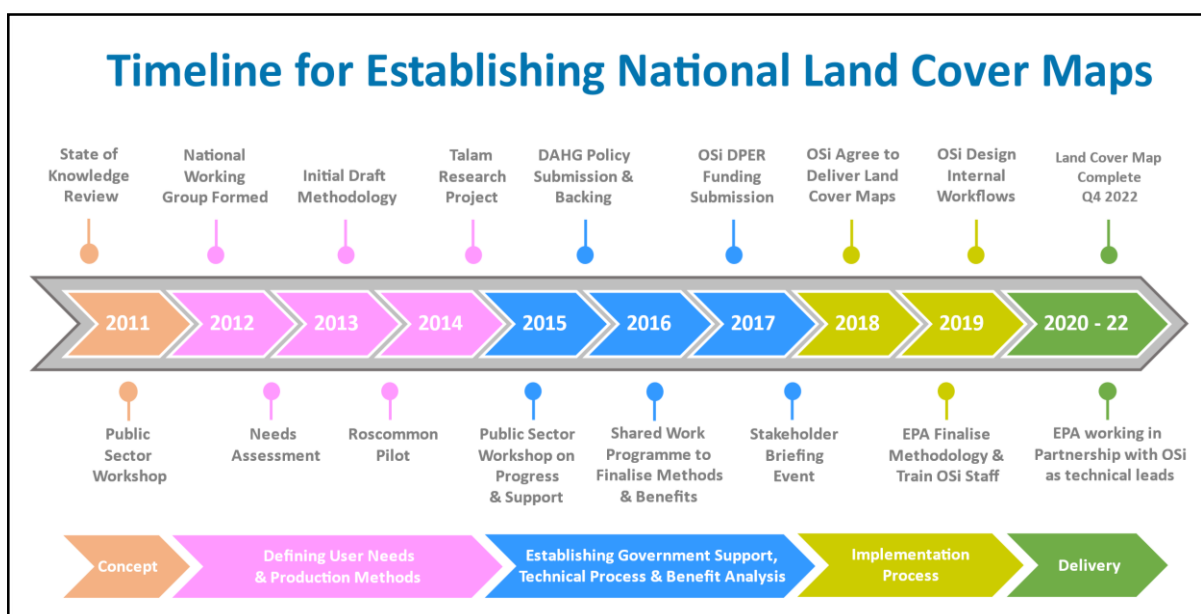 Timeline for Establishing National Land Cover Maps
State of
Knowledge
Review
National
Working
Group Formed
Initial Draft
Methodology
Talam
Research
Project
DAHG Policy
Submission &
Backing
OSi DPER
Funding
Submission
OSi Agree to
Deliver Land
Cover Maps
OSi Design
Internal
Workflows
Land Cover Map
Complete
Q4 2022
2011
2012
2013
2014
2015
2016
2017
2018
2019
2020 - 22
Public
Sector
Workshop
Needs
Assessment
Roscommon
Pilot
Public Sector
Workshop on
Progress
& Support
Shared Work
Programme to
Finalise Methods
& Benefits
Stakeholder
Briefing
Event
EPA Finalise
Methodology &
Train OSi Staff
EPA working in
Partnership with OSi
as technical leads
Concept
Defining User Needs
& Production Methods
Establishing Government Support,
Technical Process & Benefit Analysis
Implementation
Process
Delivery